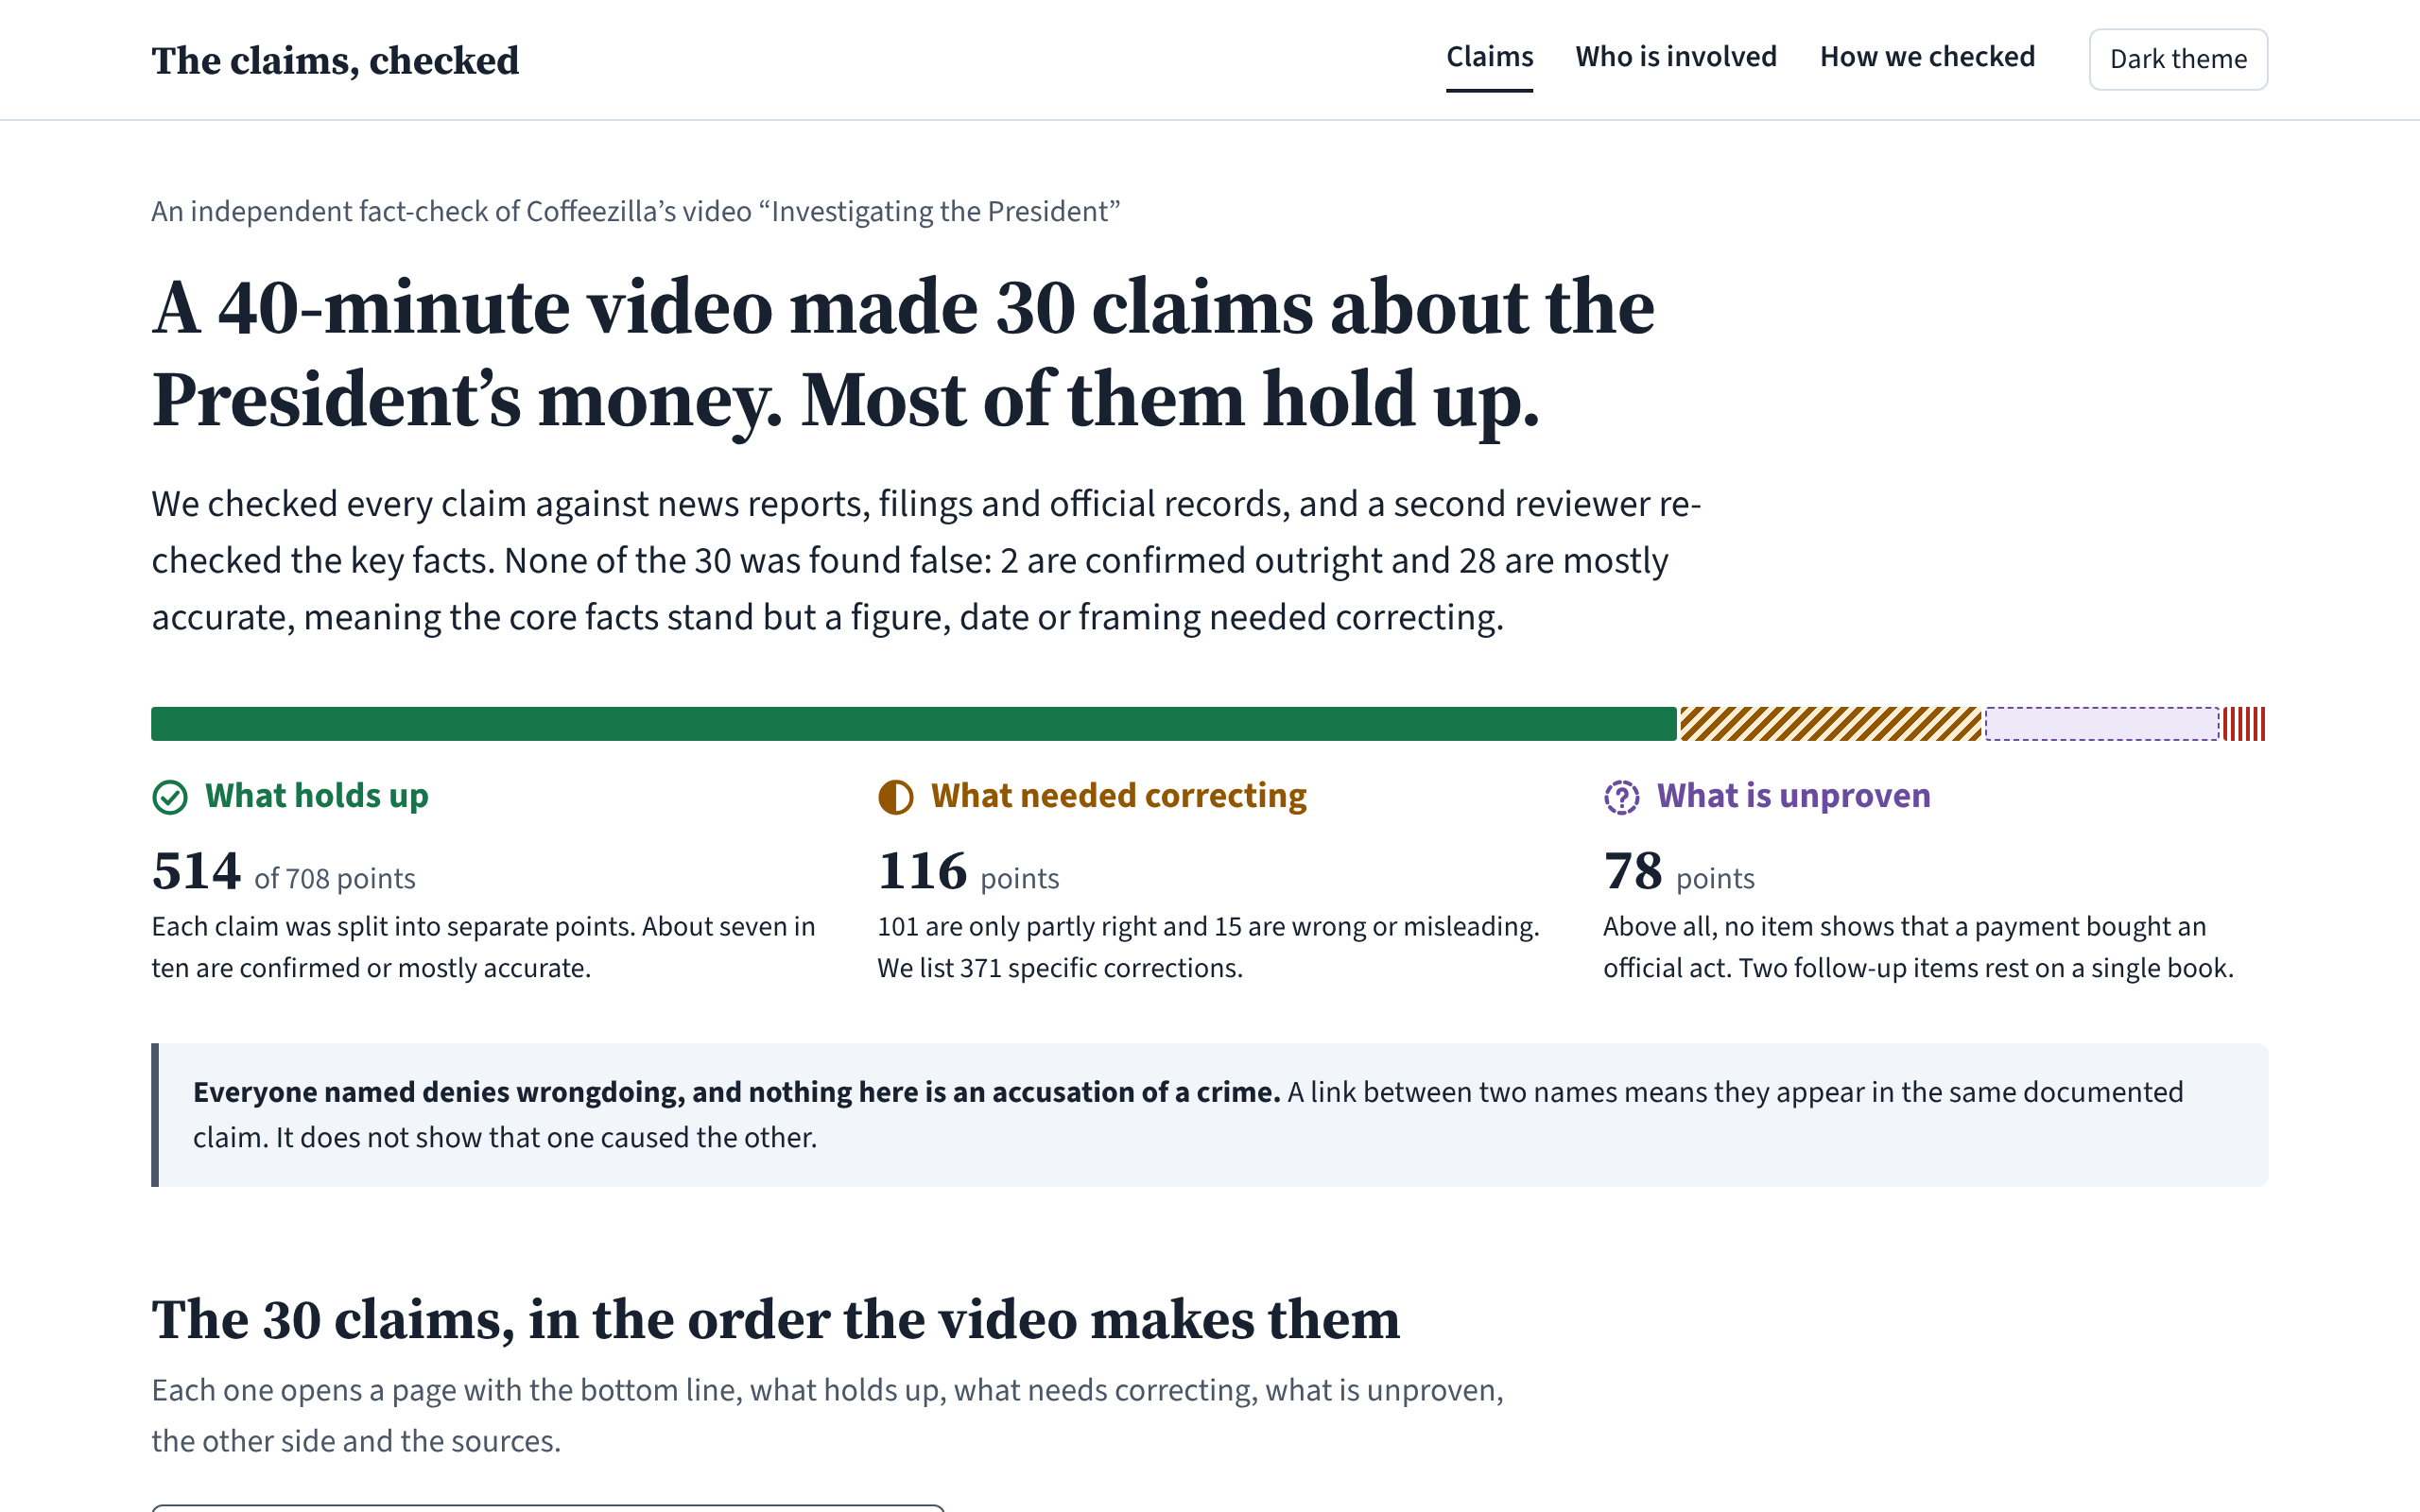 The claims, checked
Claims
Who is involved
How we checked
Dark theme
An independent fact-check of Coffeezilla’s video “Investigating the President”
A 40-minute video made 30 claims about the
President’s money. Most of them hold up.
We checked every claim against news reports, filings and official records, and a second reviewer re-
checked the key facts. None of the 30 was found false: 2 are confirmed outright and 28 are mostly
accurate, meaning the core facts stand but a figure, date or framing needed correcting.
What holds up
514 of 708 points
Each claim was split into separate points. About seven in
ten are confirmed or mostly accurate.
What needed correcting
116 points
101 are only partly right and 15 are wrong or misleading.
We list 371 specific corrections.
What is unproven
78 points
Above all, no item shows that a payment bought an
official act. Two follow-up items rest on a single book.
Everyone named denies wrongdoing, and nothing here is an accusation of a crime. A link between two names means they appear in the same documented
claim. It does not show that one caused the other.
The 30 claims, in the order the video makes them
Each one opens a page with the bottom line, what holds up, what needs correcting, what is unproven,
the other side and the sources.